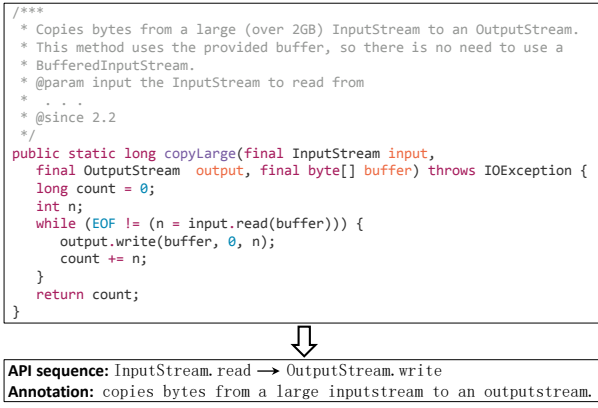 /***
 * Copies bytes from a large (over 2GB) InputStream to an OutputStream.
 * This method uses the provided buffer, so there is no need to use a
 * BufferedInputStream.
 * @param input the InputStream to read from
 * . . .
 * @since 2.2
 */
public static long copyLarge(final InputStream input,
   final OutputStream  output, final byte[] buffer) throws IOException {
   long count = 0;
   int n;
   while (EOF != (n = input.read(buffer))) {
      output.write(buffer, 0, n);
      count += n;
   }
   return count;
}
API sequence: InputStream.read → OutputStream.write
Annotation: copies bytes from a large inputstream to an outputstream.